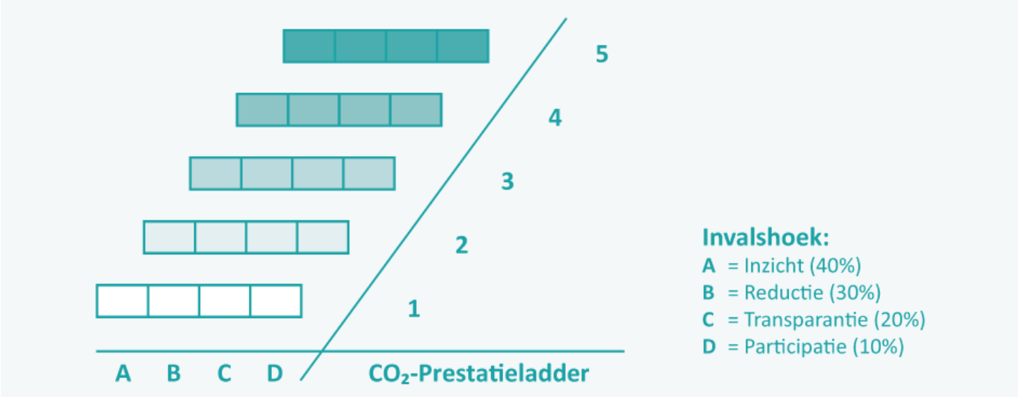 5
4
3
2
1
A B C D
CO₂-Prestatieladder
Invalshoek:
A = Inzicht (40%)
B = Reductie (30%)
C = Transparantie (20%)
D = Participatie (10%)